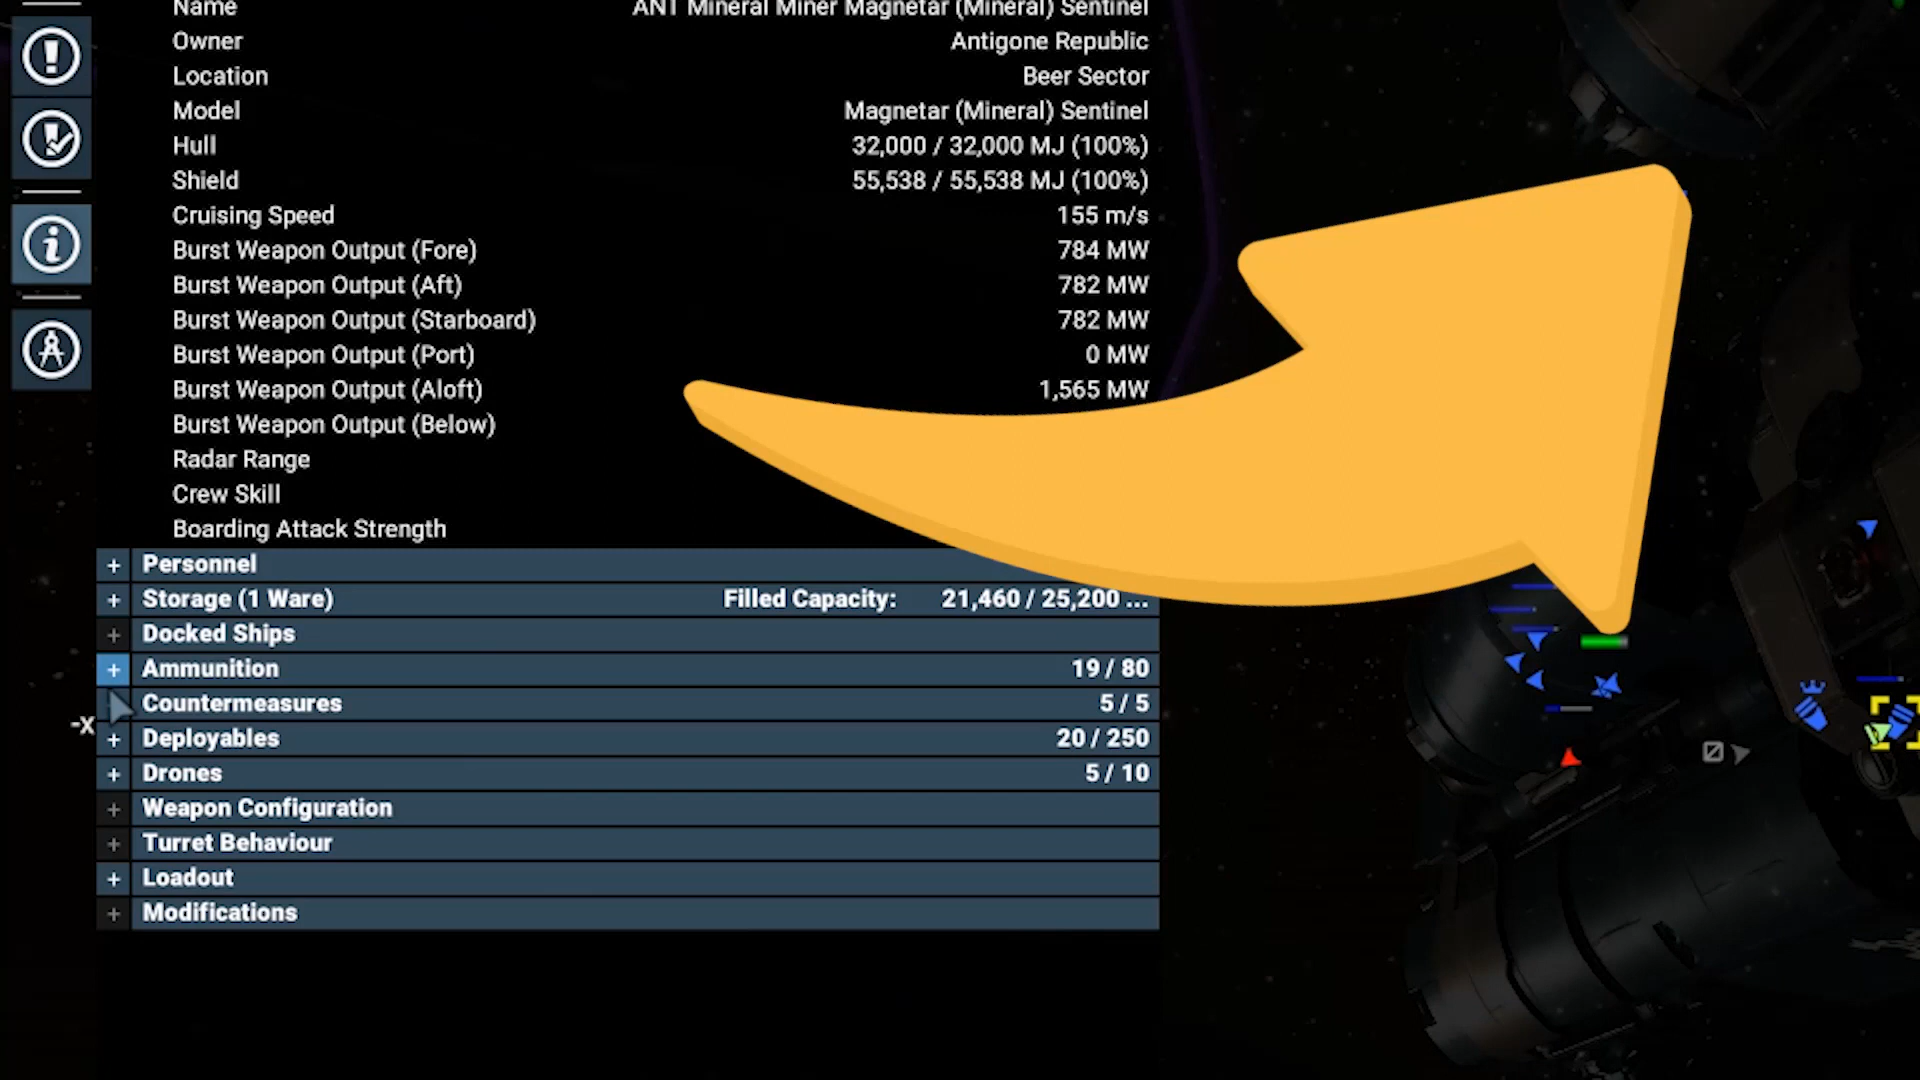 Name ANT Mineral Miner Magnetar (Mineral) Sentinel
Owner Antigone Republic
Location Beer Sector
Model Magnetar (Mineral) Sentinel
Hull 32,000 / 32,000 MJ (100%)
Shield 55,538 / 55,538 MJ (100%)
Cruising Speed 155 m/s
Burst Weapon Output (Fore) 784 MW
Burst Weapon Output (Aft) 782 MW
Burst Weapon Output (Starboard) 782 MW
Burst Weapon Output (Port) 0 MW
Burst Weapon Output (Aloft) 1,565 MW
Burst Weapon Output (Below)
Radar Range
Crew Skill
Boarding Attack Strength
+ Personnel
+ Storage (1 Ware) Filled Capacity: 21,460 / 25,200 ...
+ Docked Ships
+ Ammunition 19 / 80
Countermeasures 5 / 5
-X
+ Deployables 20 / 250
+ Drones 5 / 10
+ Weapon Configuration
+ Turret Behaviour
+ Loadout
+ Modifications